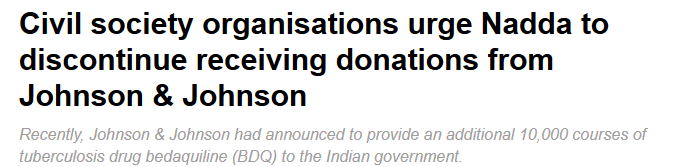 Civil society organisations urge Nadda to
discontinue receiving donations from
Johnson & Johnson
Recently, Johnson & Johnson had announced to provide an additional 10,000 courses of
tuberculosis drug bedaquiline (BDQ) to the Indian government.